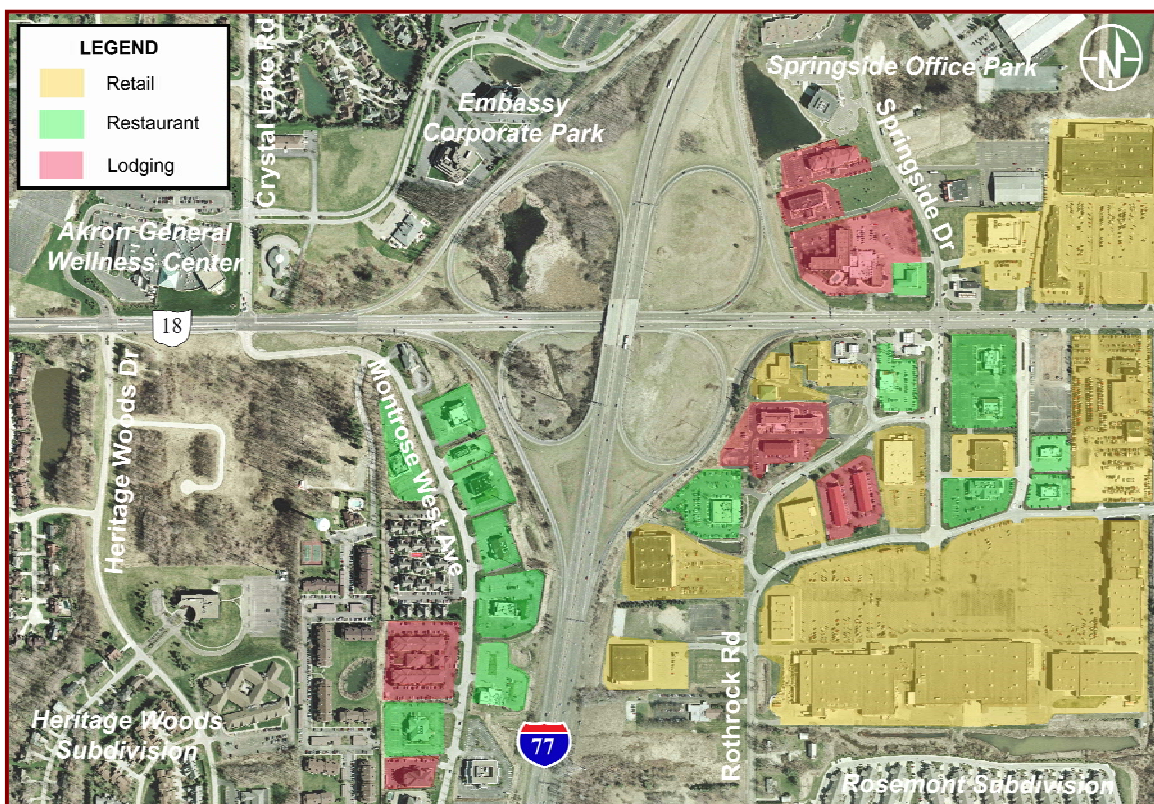 LEGEND
Retail
Restaurant
Lodging
Crystal Lake Rd
Embassy
Corporate Park
Springside Office Park
N
Springside Dr
Akron General
Wellness Center
18
Heritage Woods Dr
Montrose West Ave
Heritage Woods
Subdivision
77
Rothrock Rd
Rosemont Subdivision